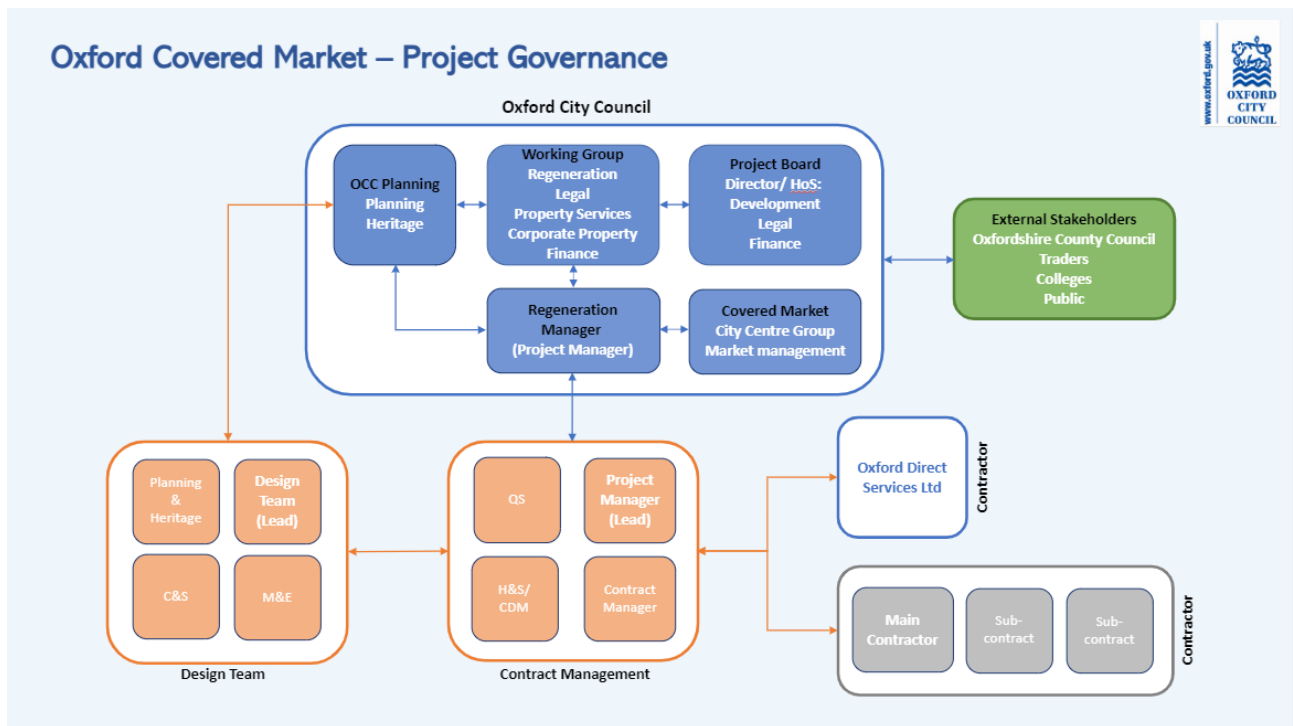 Oxford Covered Market – Project Governance
www.oxford.gov.uk
OXFORD
CITY
COUNCIL
Oxford City Council
OCC Planning
Planning
Heritage
Working Group
Regeneration
Legal
Property Services
Corporate Property
Finance
Project Board
Director/ HoS:
Development
Legal
Finance
External Stakeholders
Oxfordshire County Council
Traders
Colleges
Public
Regeneration
Manager
(Project Manager)
Covered Market
City Centre Group
Market management
Planning
&
Heritage
Design
Team
(Lead)
C&S
M&E
Design Team
QS
Project
Manager
(Lead)
H&S/
CDM
Contract
Manager
Contract Management
Oxford Direct
Services Ltd
Contractor
Main
Contractor
Sub-
contract
Sub-
contract
Contractor